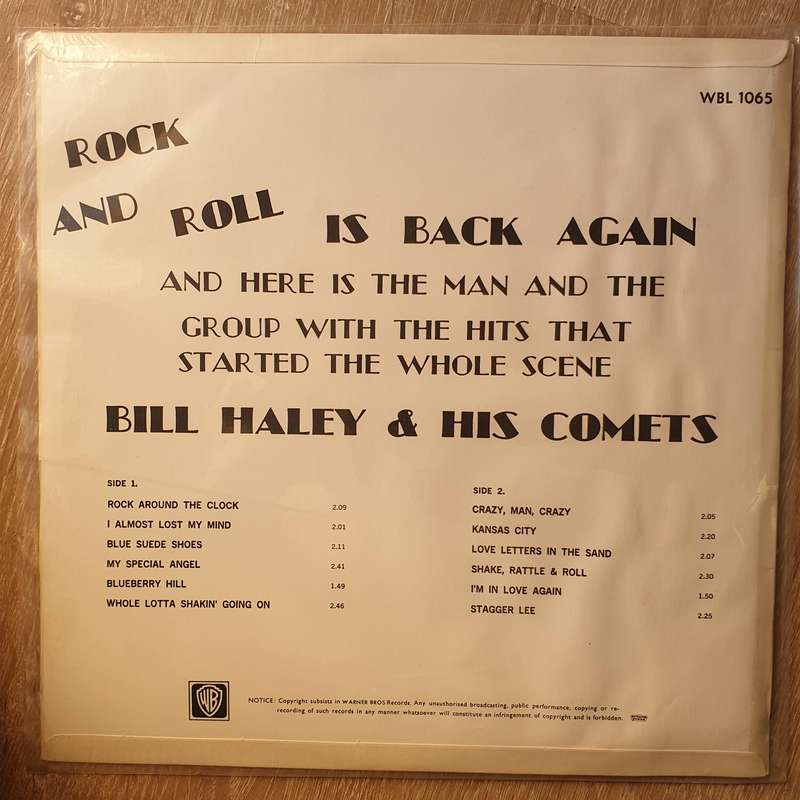 WBL 1065
ROCK
AND ROLL IS BACK AGAIN
AND HERE IS THE MAN AND THE
GROUP WITH THE HITS THAT
STARTED THE WHOLE SCENE
BILL HALEY & HIS COMETS
SIDE 1.
ROCK AROUND THE CLOCK 2.09
I ALMOST LOST MY MIND 2.01
BLUE SUEDE SHOES 2.11
MY SPECIAL ANGEL 2.41
BLUEBERRY HILL 1.49
WHOLE LOTTA SHAKIN' GOING ON 2.46
SIDE 2.
CRAZY, MAN, CRAZY 2.05
KANSAS CITY 2.20
LOVE LETTERS IN THE SAND 2.07
SHAKE, RATTLE & ROLL 2.30
I'M IN LOVE AGAIN 1.50
STAGGER LEE 2.25
WB
NOTICE: Copyright subsists in WARNER BROS Records. Any unauthorised broadcasting, public performance, copying or re-
recording of such records in any manner whatsoever will constitute an infringement of copyright and is forbidden.